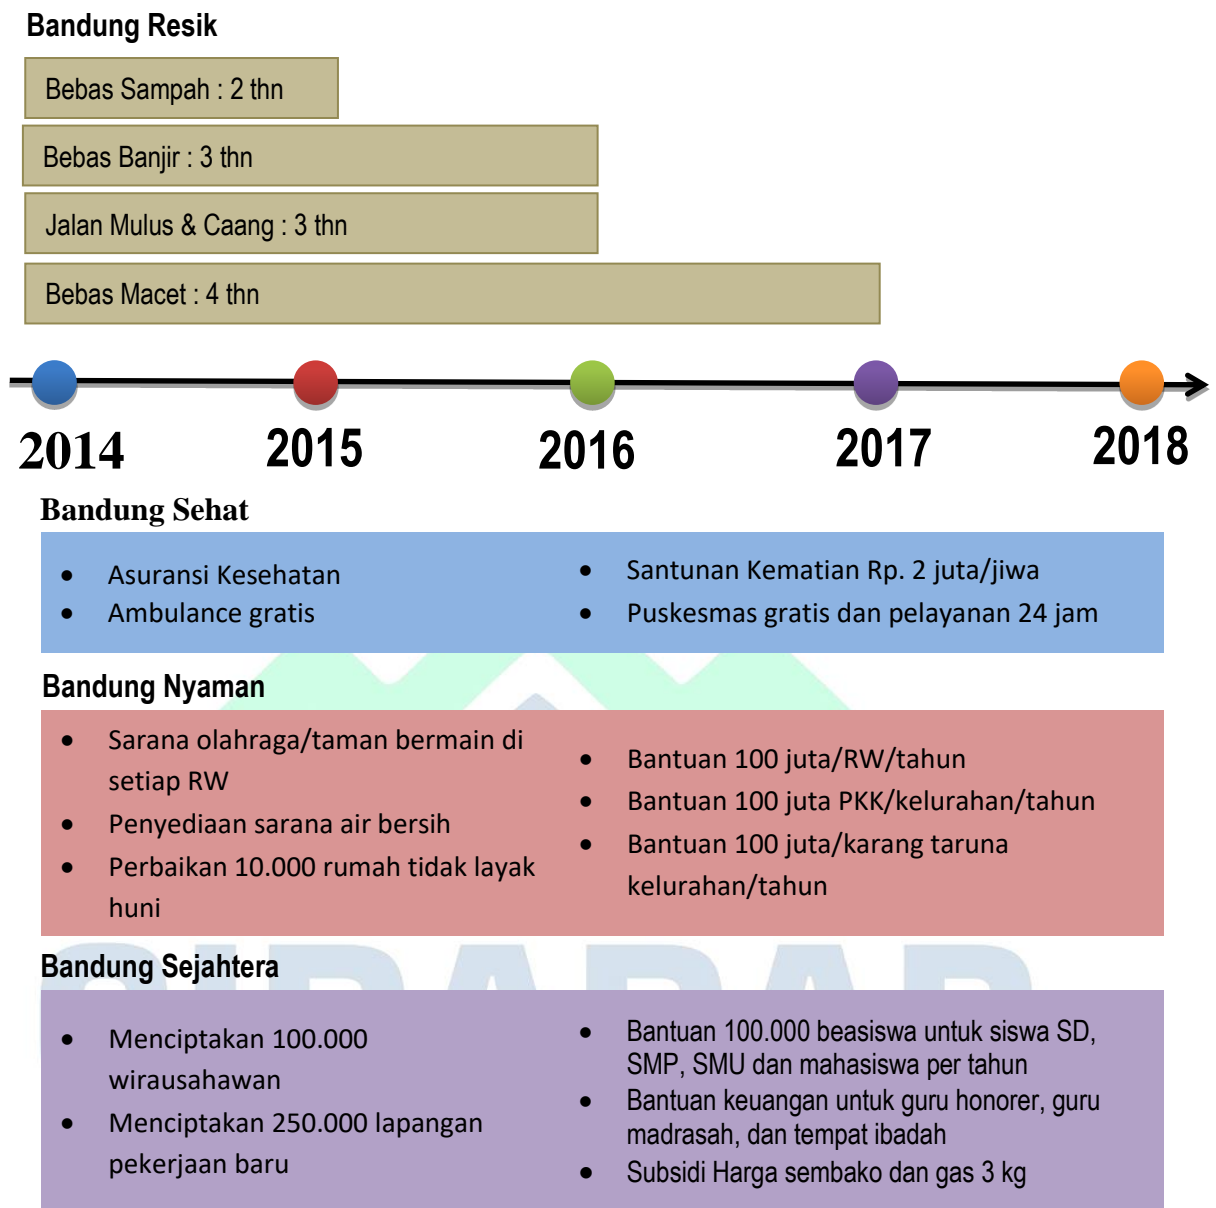 Bandung Resik
Bebas Sampah : 2 thn
Bebas Banjir : 3 thn
Jalan Mulus & Caang : 3 thn
Bebas Macet : 4 thn
2014
2015
2016
2017
2018
Bandung Sehat
• Asuransi Kesehatan
• Ambulance gratis
• Santunan Kematian Rp. 2 juta/jiwa
• Puskesmas gratis dan pelayanan 24 jam
Bandung Nyaman
• Sarana olahraga/taman bermain di
setiap RW
• Penyediaan sarana air bersih
• Perbaikan 10.000 rumah tidak layak
huni
• Bantuan 100 juta/RW/tahun
• Bantuan 100 juta PKK/kelurahan/tahun
• Bantuan 100 juta/karang taruna
kelurahan/tahun
Bandung Sejahtera
• Menciptakan 100.000
wirausahawan
• Menciptakan 250.000 lapangan
pekerjaan baru
• Bantuan 100.000 beasiswa untuk siswa SD,
SMP, SMU dan mahasiswa per tahun
• Bantuan keuangan untuk guru honorer, guru
madrasah, dan tempat ibadah
• Subsidi Harga sembako dan gas 3 kg